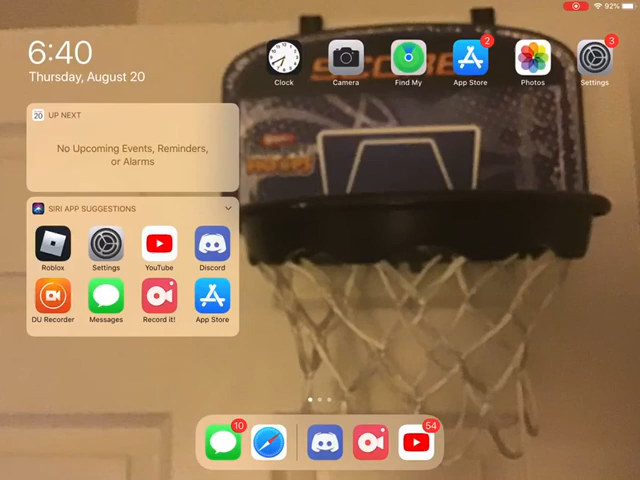 92%
6:40
Thursday, August 20
Clock
Camera
Find My
2
App Store
Photos
3
Settings
SCORE
20 UP NEXT
No Upcoming Events, Reminders,
or Alarms
SIRI APP SUGGESTIONS
Roblox
Settings
YouTube
Discord
DU Recorder
Messages
Record it!
App Store
10
54